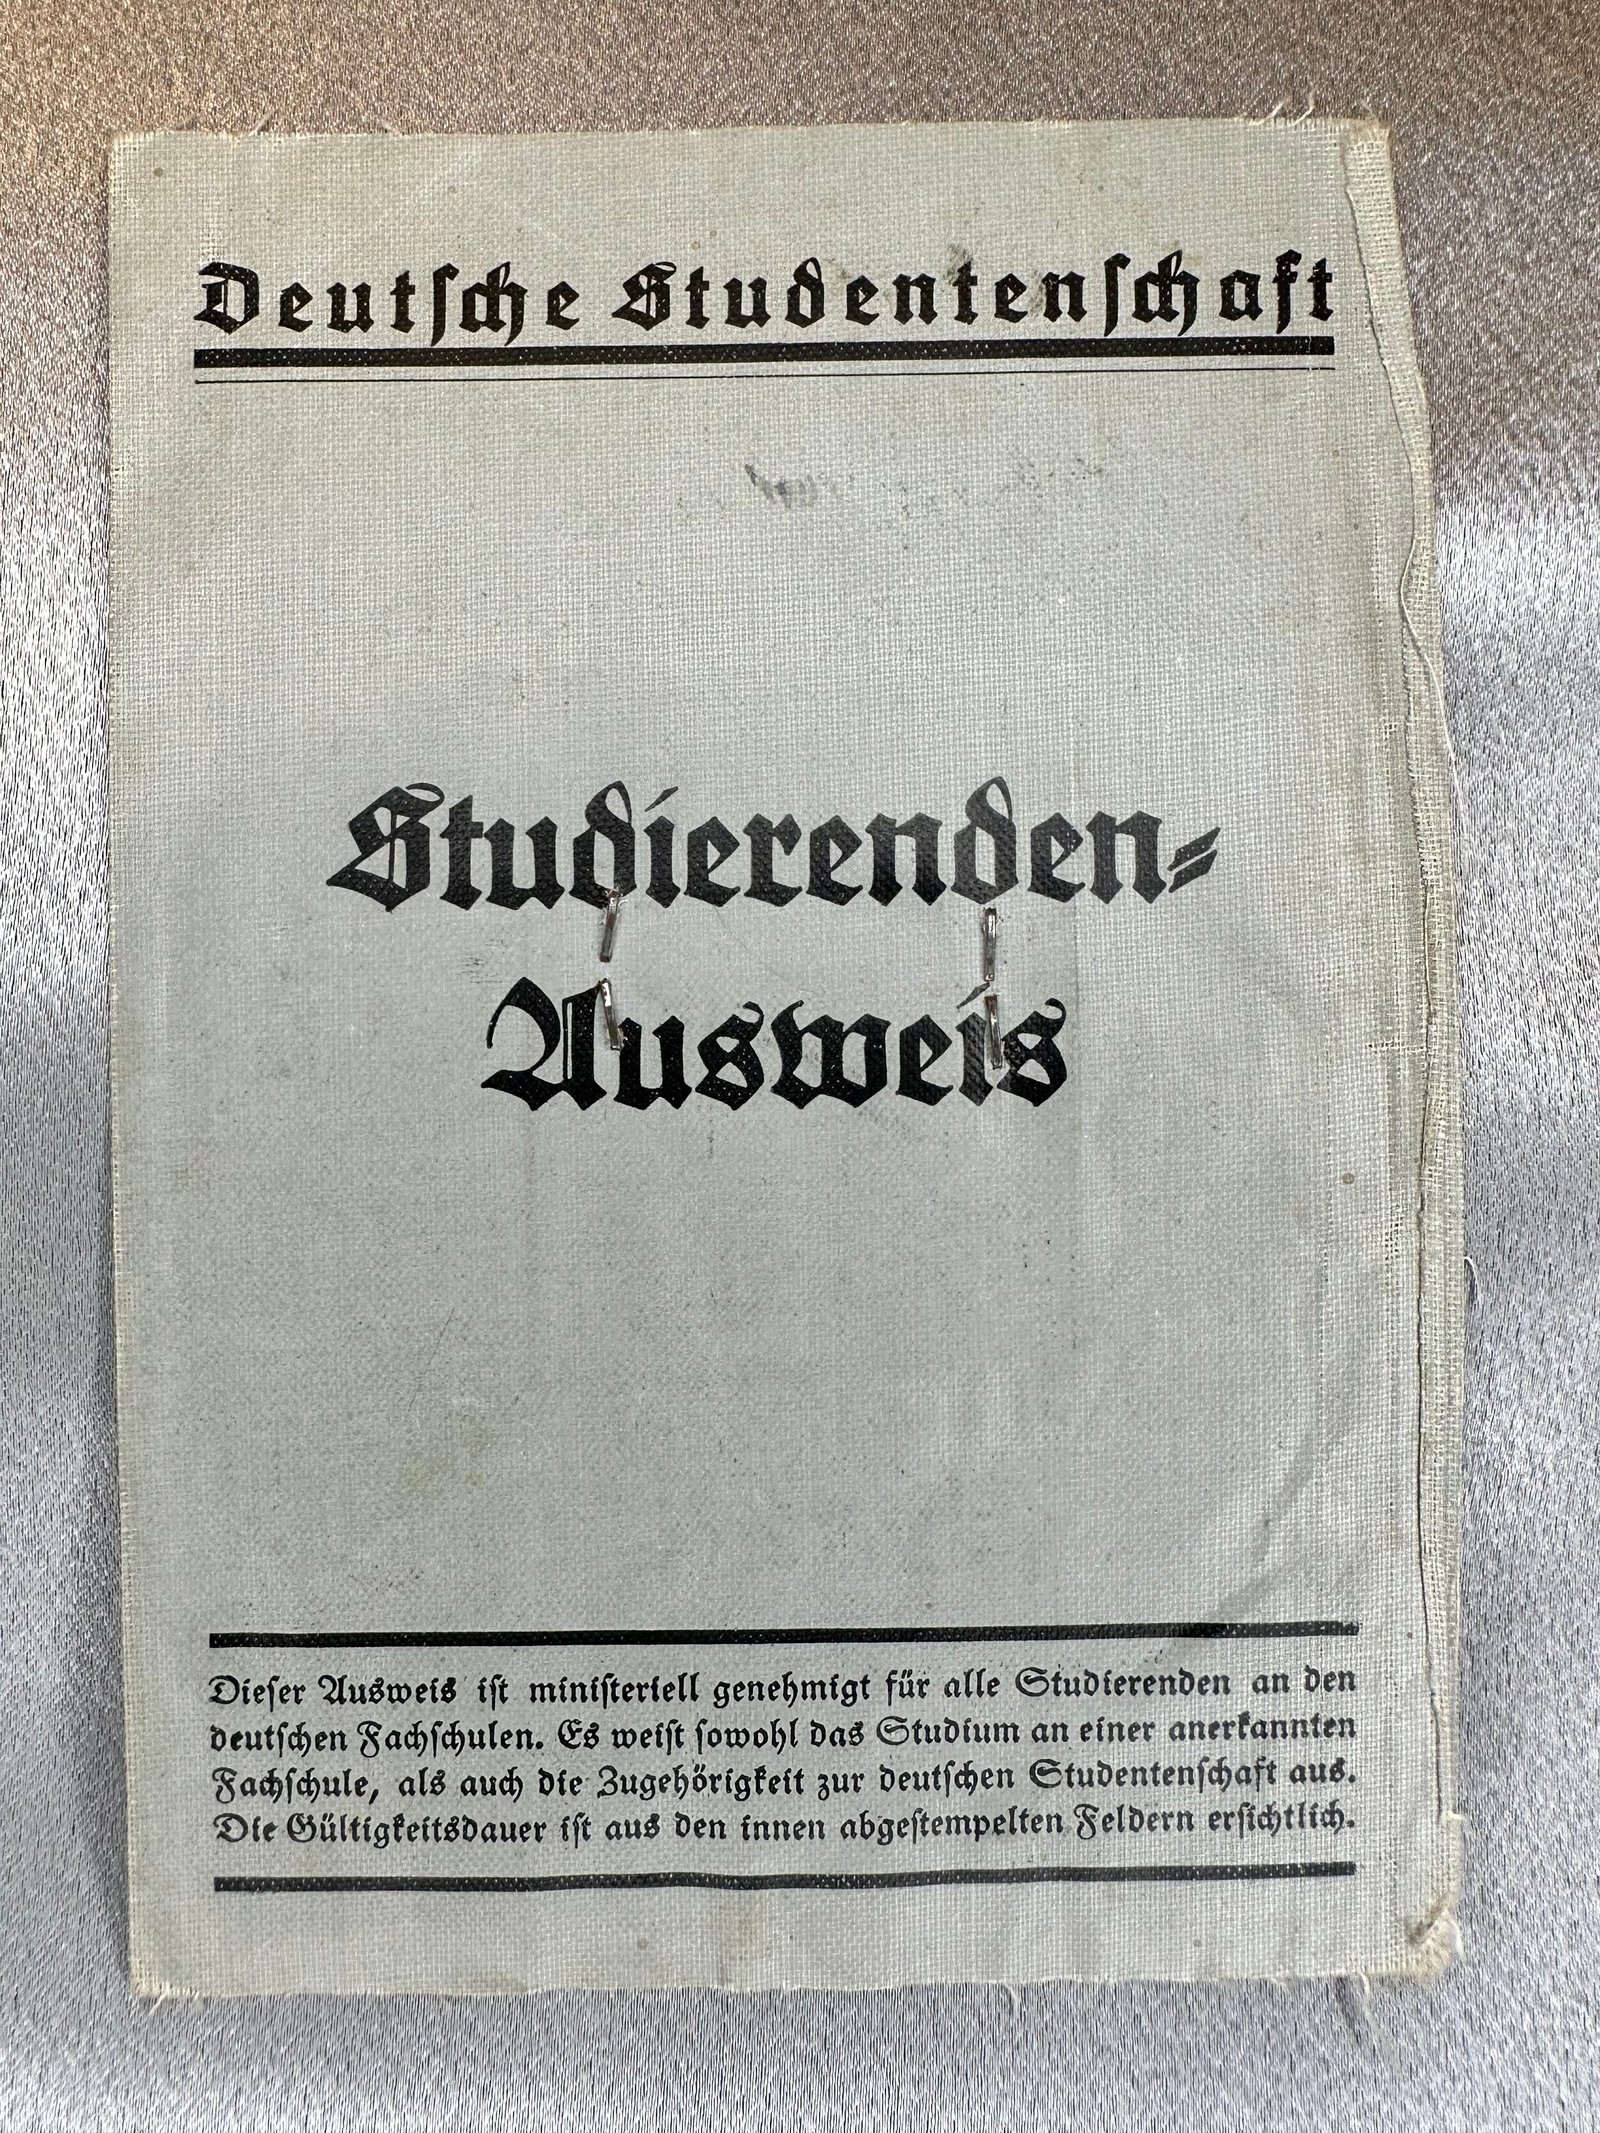 Deutsche Studentenschaft
Studierenden-
Ausweis
Dieser Ausweis ist ministeriell genehmigt für alle Studierenden an den
deutschen Fachschulen. Es weist sowohl das Studium an einer anerkannten
Fachschule, als auch die Zugehörigkeit zur deutschen Studentenschaft aus.
Die Gültigkeitsdauer ist aus den innen abgestempelten Feldern ersichtlich.